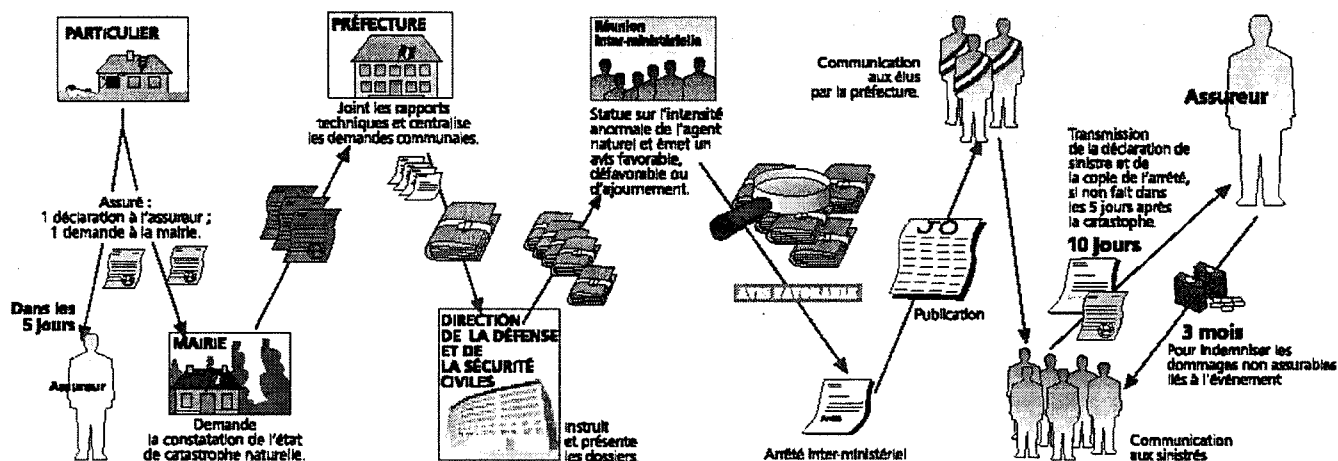 PARTICULIER
Assuré :
1 déclaration à l'assureur ;
1 demande à la mairie.
Dans les
5 jours
Assureur
MAIRIE
Demande
la constatation de l'état
de catastrophe naturelle.
PRÉFECTURE
Joint les rapports
techniques et centralise
les demandes communales.
DIRECTION
DE LA DÉFENSE
ET DE
LA SÉCURITÉ
CIVILES
Instruit
et présente
les dossiers
Réunion
Inter-ministérielle
Statue sur l'intensité
anormale de l'agent
naturel et émet un
avis favorable,
défavorable ou
d'ajournement.
AVIS FAVORABLE
Arrêté
Arrêté Inter-ministériel
JO
Publication
Communication
aux élus
par la préfecture.
Communication
aux sinistrés
Transmission
de la déclaration de
sinistre et de
la copie de l'arrêté,
si non fait dans
les 5 jours après
la catastrophe.
10 jours
Assureur
3 mois
Pour indemniser les
dommages non assurables
liés à l'événement